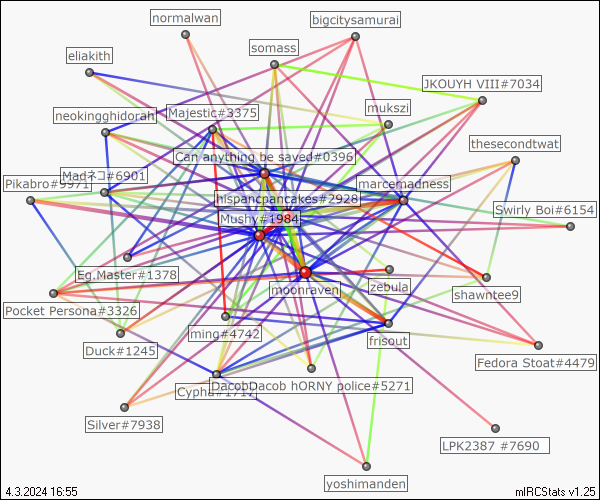 normalwan
bigcitysamurai
somass
eliakith
JKOUYH VIII#7034
mukszi
neokingghidorah
Majestic#3375
thesecondtwat
Can anything be saved#0396
Madネコ#6901
Pikabro#9971
marcemadness
hispancpancakes#2928
Swirly Boi#6154
Mushy#1984
Eg.Master#1378
moonraven
zebula
shawntee9
Pocket Persona#3326
ming#4742
frisout
Duck#1245
Fedora Stoat#4479
DacobDacob hORNY police#5271
Silver#7938
LPK2387 #7690
yoshimanden
4.3.2024 16:55
mIRCStats v1.25